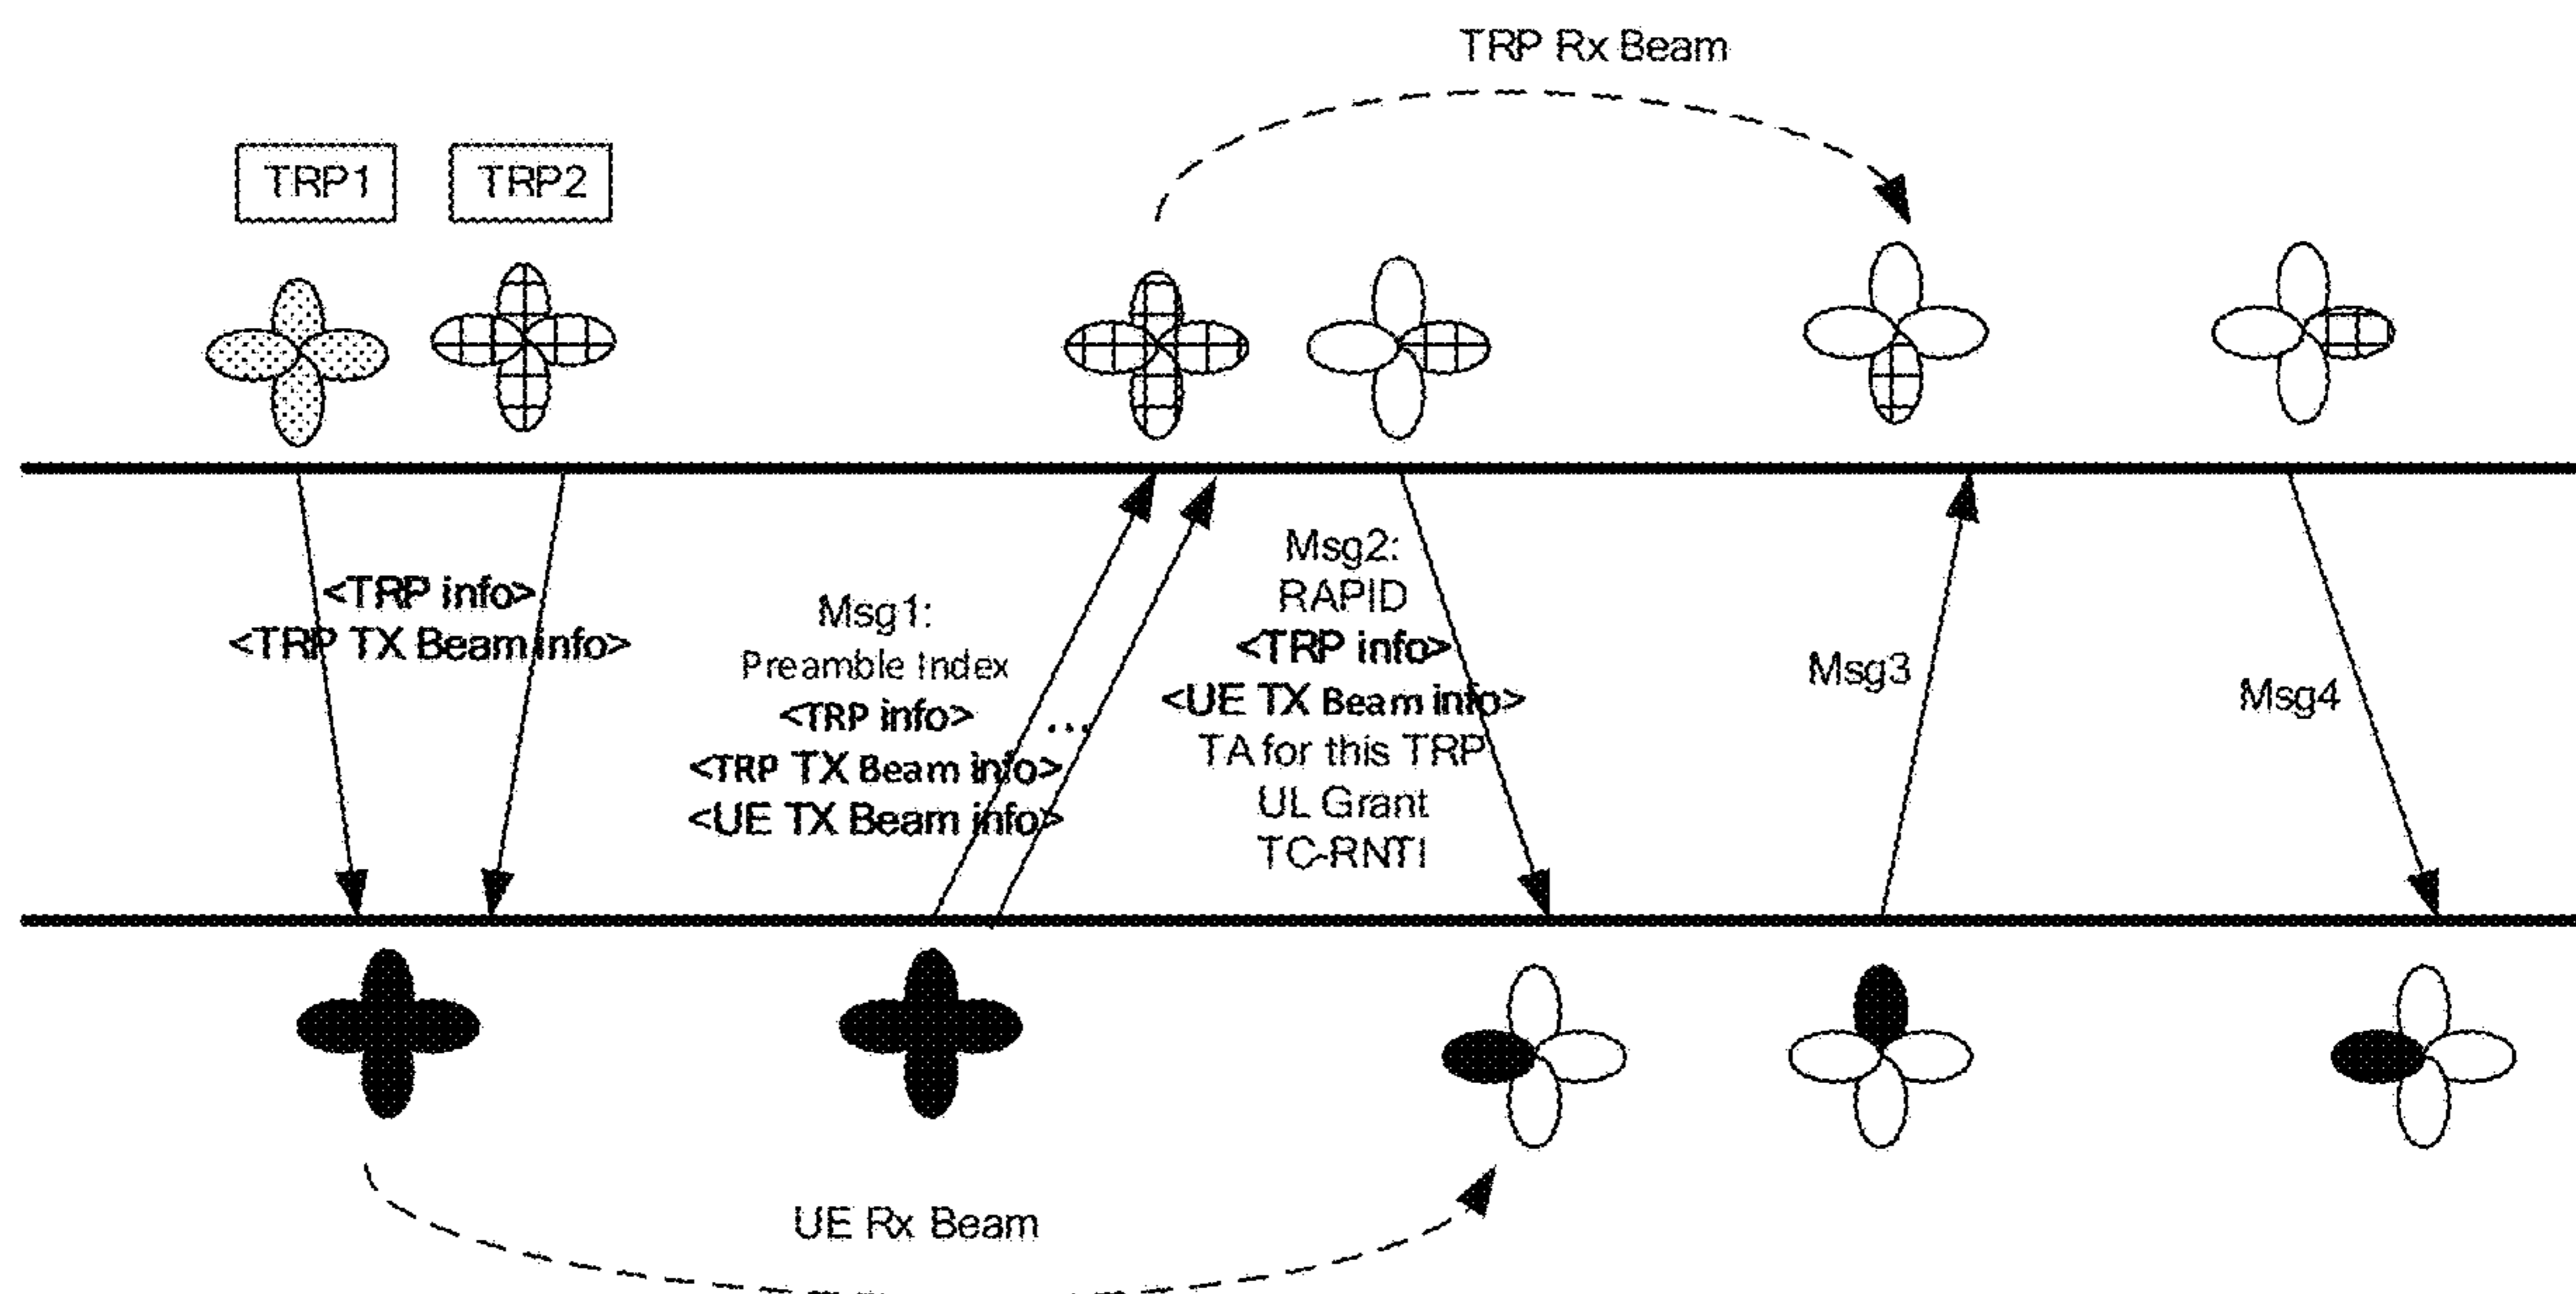 TRP Rx Beam
TRP1
TRP2
<TRP info>
<TRP TX Beam info>
Msg1:
Preamble Index
<TRP info>
<TRP TX Beam info>
<UE TX Beam info>
...
Msg2:
RAPID
<TRP info>
<UE TX Beam info>
TA for this TRP
UL Grant
TC-RNTI
Msg3
Msg4
UE Rx Beam